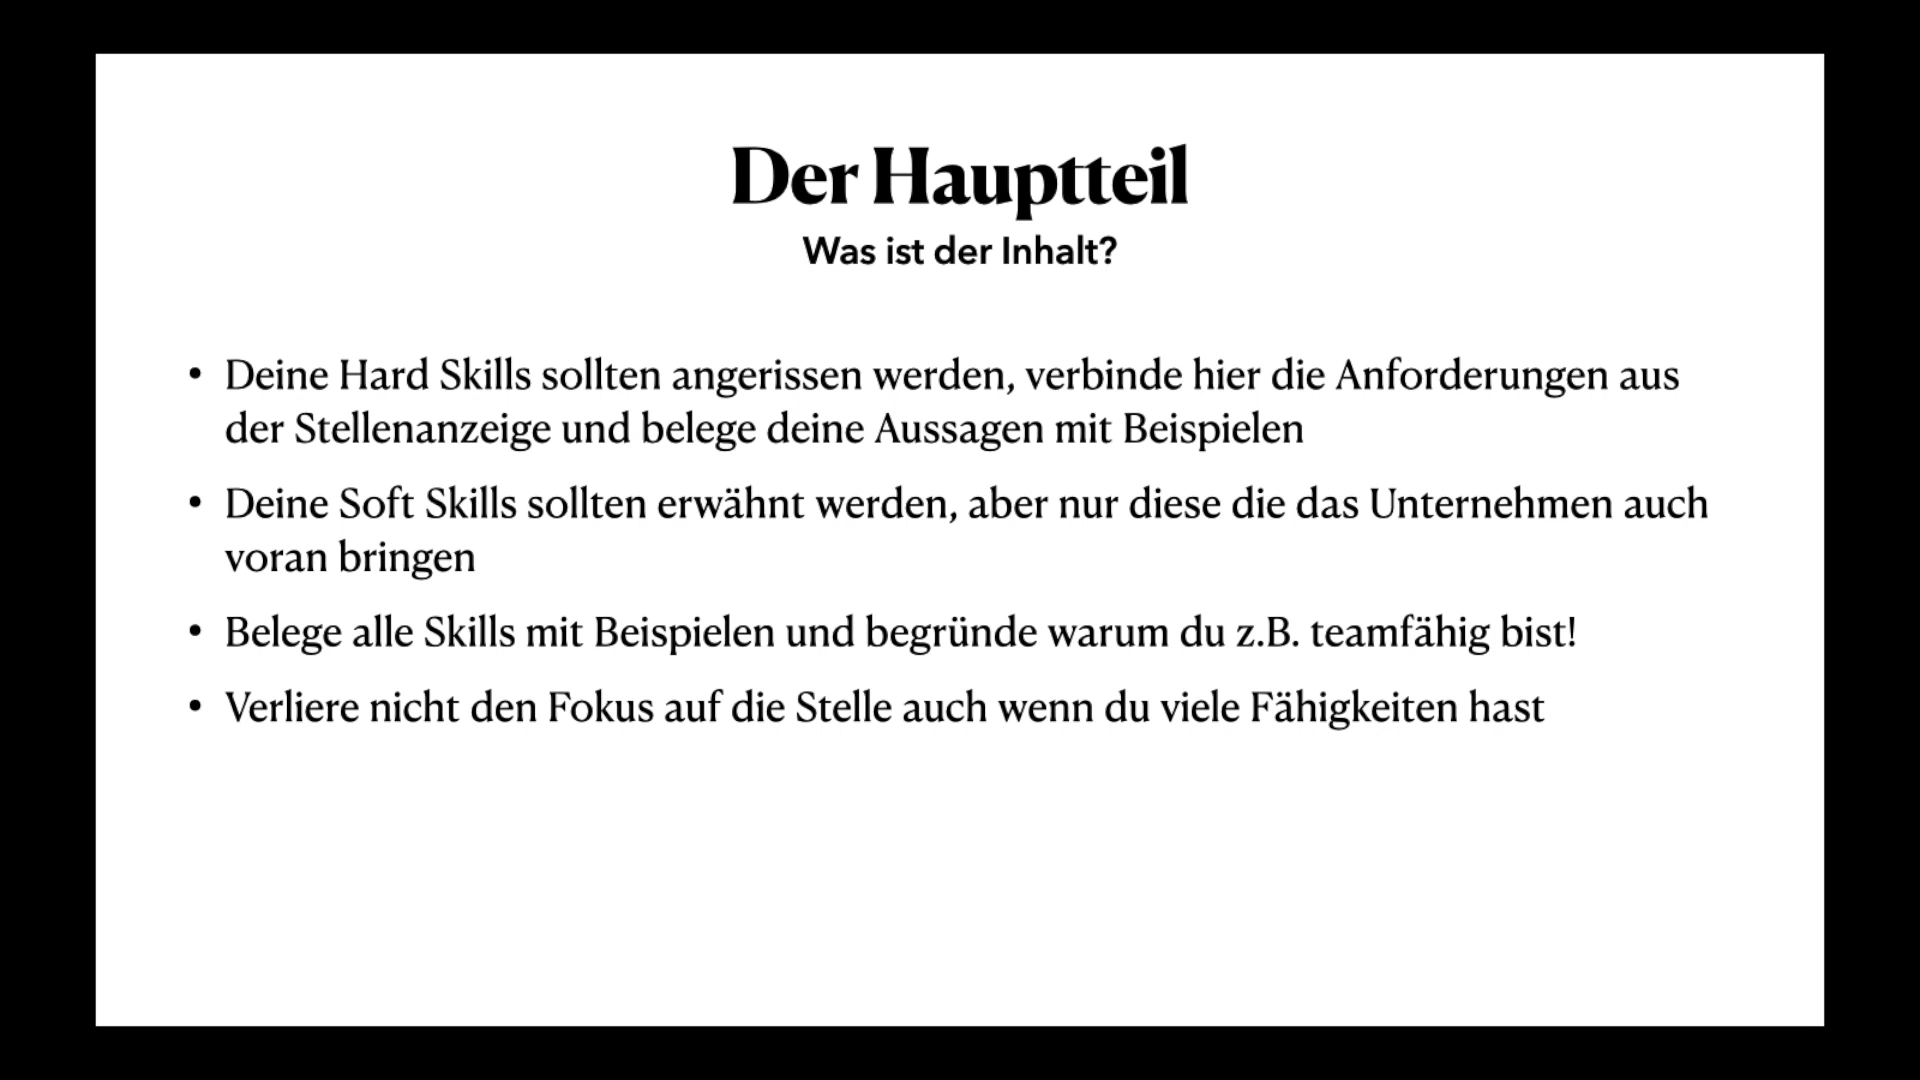 Der Hauptteil
Was ist der Inhalt?
• Deine Hard Skills sollten angerissen werden, verbinde hier die Anforderungen aus
der Stellenanzeige und belege deine Aussagen mit Beispielen
• Deine Soft Skills sollten erwähnt werden, aber nur diese die das Unternehmen auch
voran bringen
• Belege alle Skills mit Beispielen und begründe warum du z.B. teamfähig bist!
• Verliere nicht den Fokus auf die Stelle auch wenn du viele Fähigkeiten hast